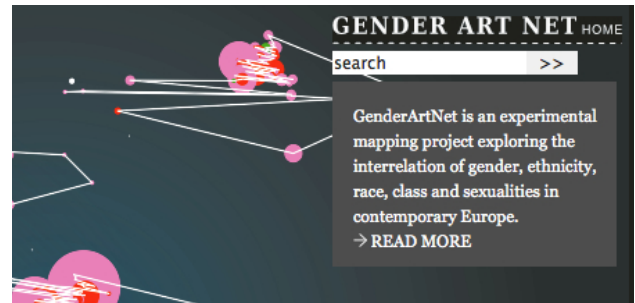 GENDER ART NET HOME
search >>
GenderArtNet is an experimental
mapping project exploring the
interrelation of gender, ethnicity,
race, class and sexualities in
contemporary Europe.
→ READ MORE